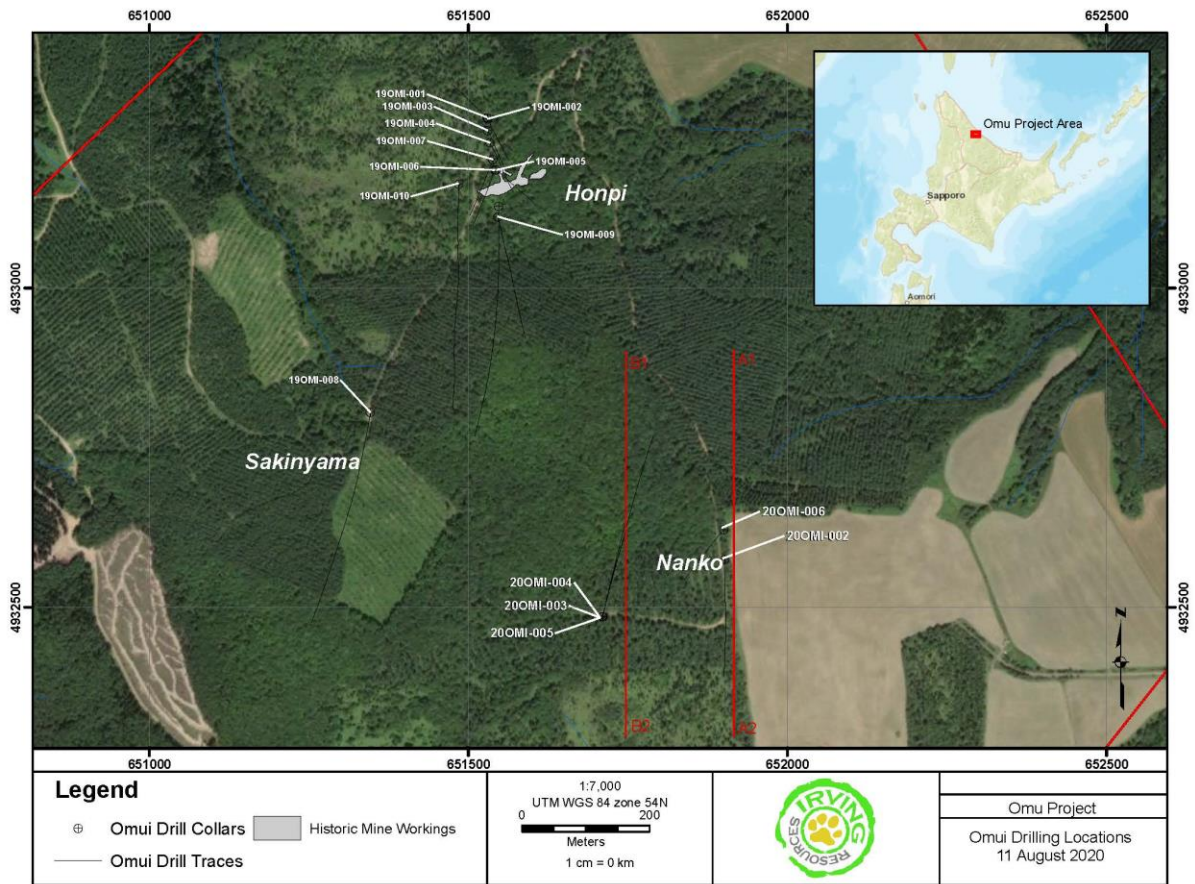 651000
651500
652000
652500
19OMI-001
19OMI-003
19OMI-002
19OMI-004
19OMI-007
19OMI-006
19OMI-005
19OMI-010
Honpi
19OMI-009
Omu Project Area
Sapporo
Aomori
4933000
4933000
B1
A1
19OMI-008
Sakinyama
20OMI-006
20OMI-002
Nanko
20OMI-004
20OMI-003
20OMI-005
4932500
4932500
B2
A2
N
651000
651500
652000
652500
Legend
Omui Drill Collars
Historic Mine Workings
Omui Drill Traces
1:7,000
UTM WGS 84 zone 54N
0
200
Meters
1 cm = 0 km
IRVING
RESOURCES
Omu Project
Omui Drilling Locations
11 August 2020